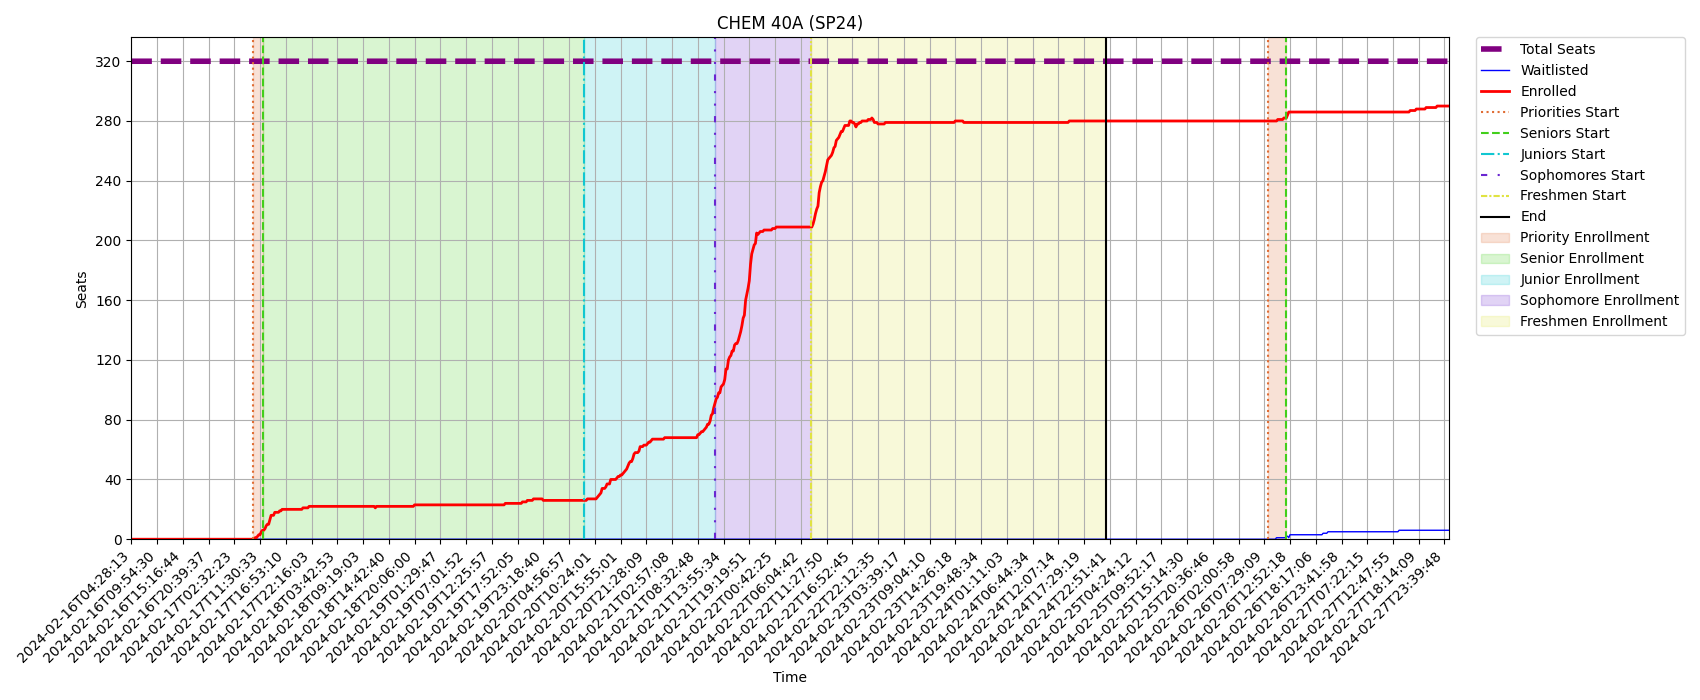 CHEM 40A (SP24)
Seats
320
280
240
200
160
120
80
40
0
2024-02-16T04:28:13
2024-02-16T09:54:30
2024-02-16T15:16:44
2024-02-16T20:39:37
2024-02-17T02:32:23
2024-02-17T11:30:33
2024-02-17T16:53:10
2024-02-17T22:16:03
2024-02-18T03:42:53
2024-02-18T09:19:03
2024-02-18T14:42:40
2024-02-18T20:06:00
2024-02-19T01:29:47
2024-02-19T07:01:52
2024-02-19T12:25:57
2024-02-19T17:52:05
2024-02-19T23:18:40
2024-02-20T04:56:57
2024-02-20T10:24:01
2024-02-20T15:55:01
2024-02-20T21:28:09
2024-02-21T02:57:08
2024-02-21T08:32:48
2024-02-21T13:55:34
2024-02-21T19:19:51
2024-02-22T00:42:25
2024-02-22T06:04:42
2024-02-22T11:27:50
2024-02-22T16:52:45
2024-02-22T22:12:35
2024-02-23T03:39:17
2024-02-23T09:04:10
2024-02-23T14:26:18
2024-02-23T19:48:34
2024-02-24T01:11:03
2024-02-24T06:44:34
2024-02-24T12:07:14
2024-02-24T17:29:19
2024-02-24T22:51:41
2024-02-25T04:24:12
2024-02-25T09:52:17
2024-02-25T15:14:30
2024-02-25T20:36:46
2024-02-26T02:00:58
2024-02-26T07:29:09
2024-02-26T12:52:18
2024-02-26T18:17:06
2024-02-26T23:41:58
2024-02-27T07:22:15
2024-02-27T12:47:55
2024-02-27T18:14:09
2024-02-27T23:39:48
Time
Total Seats
Waitlisted
Enrolled
Priorities Start
Seniors Start
Juniors Start
Sophomores Start
Freshmen Start
End
Priority Enrollment
Senior Enrollment
Junior Enrollment
Sophomore Enrollment
Freshmen Enrollment